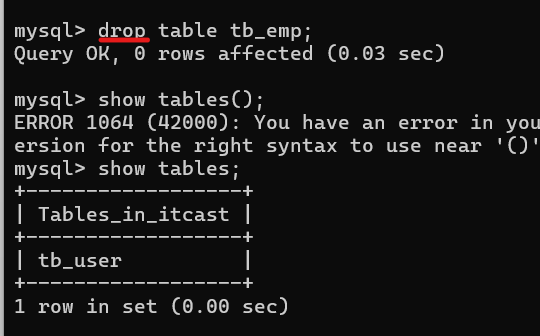 mysql> drop table tb_emp;
Query OK, 0 rows affected (0.03 sec)
mysql> show tables();
ERROR 1064 (42000): You have an error in you
ersion for the right syntax to use near '()'
mysql> show tables;
+------------------+
| Tables_in_itcast |
+------------------+
| tb_user          |
+------------------+
1 row in set (0.00 sec)